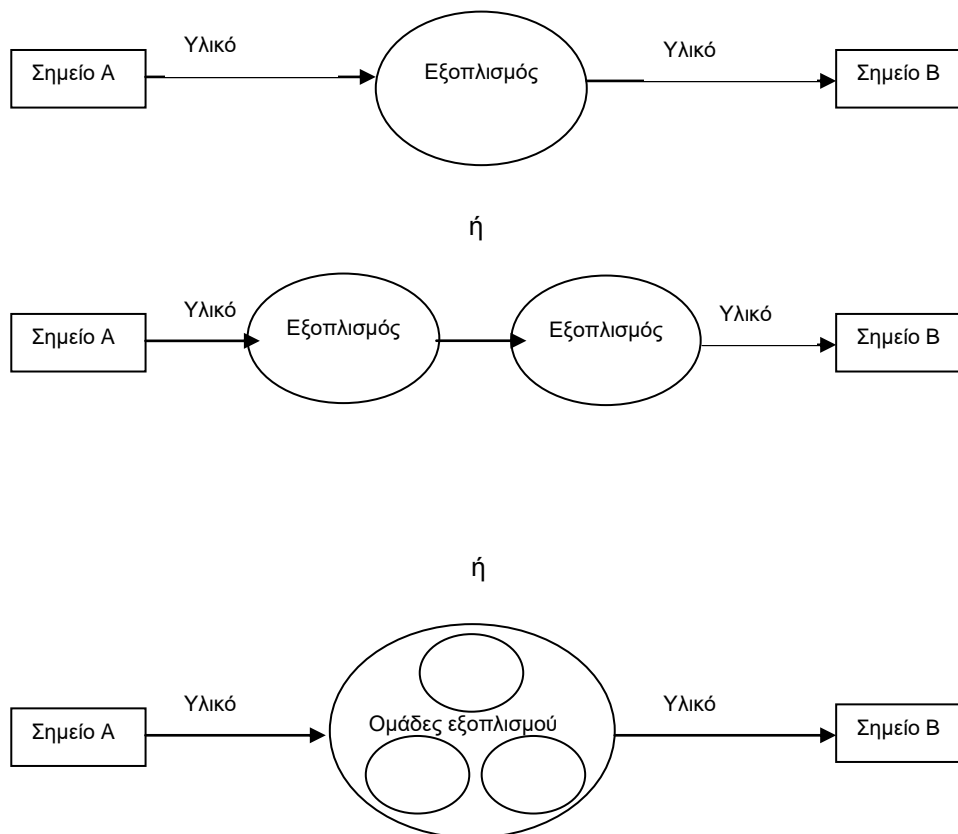 Υλικό
Υλικό
Σημείο Α
Εξοπλισμός
Σημείο Β
ή
Υλικό
Υλικό
Σημείο Α
Εξοπλισμός
Εξοπλισμός
Σημείο Β
ή
Υλικό
Υλικό
Σημείο Α
Ομάδες εξοπλισμού
Σημείο Β